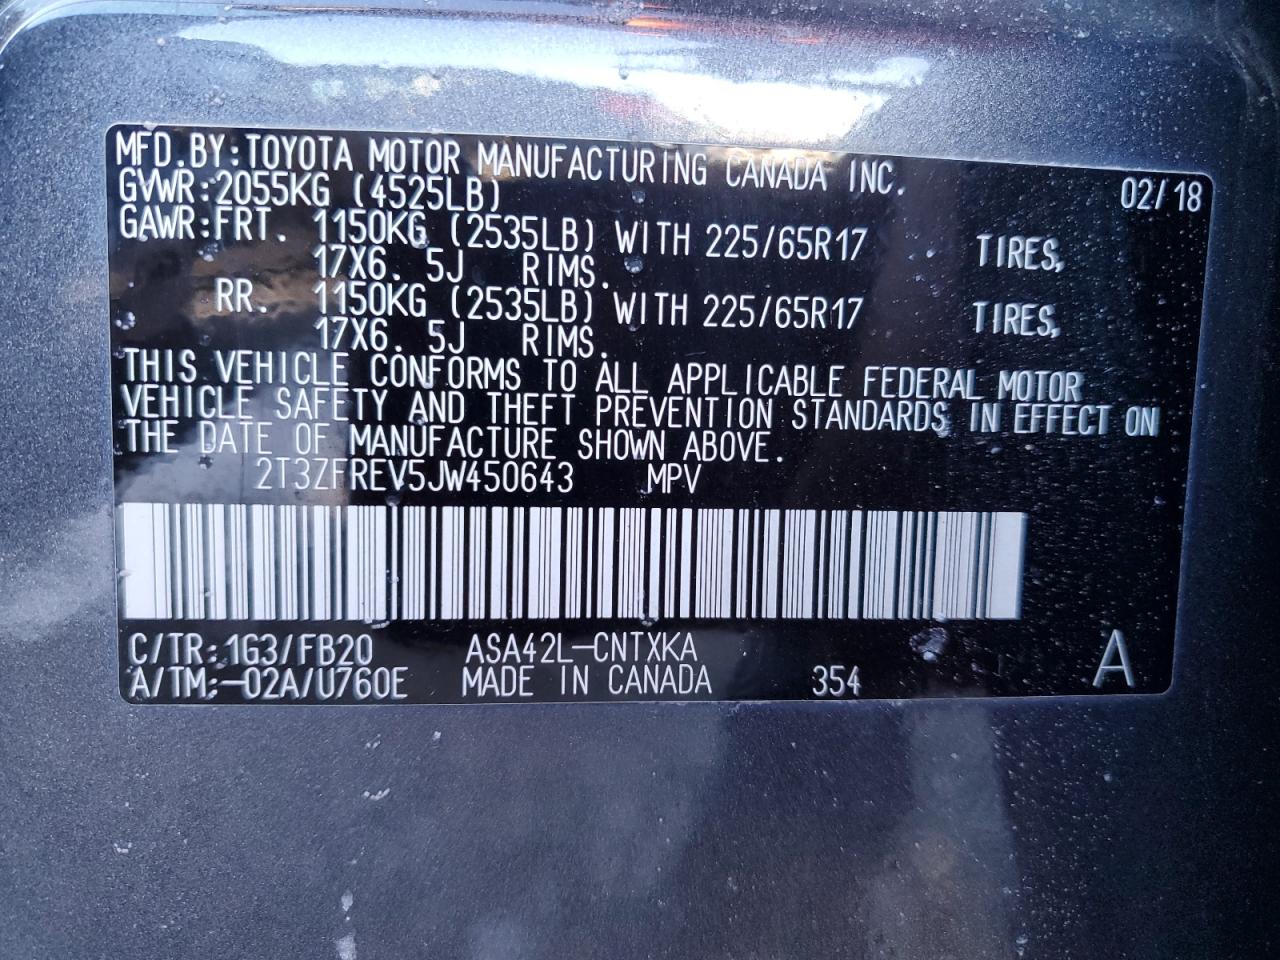 MFD.BY:TOYOTA MOTOR MANUFACTURING CANADA INC. 02/18
GVWR:2055KG (4525LB)
GAWR:FRT. 1150KG (2535LB) WITH 225/65R17 TIRES,
17X6. 5J RIMS.
RR. 1150KG (2535LB) WITH 225/65R17 TIRES,
17X6. 5J RIMS.
THIS VEHICLE CONFORMS TO ALL APPLICABLE FEDERAL MOTOR
VEHICLE SAFETY AND THEFT PREVENTION STANDARDS IN EFFECT ON
THE DATE OF MANUFACTURE SHOWN ABOVE.
2T3ZFREV5JW450643 MPV
C/TR:1G3/FB20 ASA42L-CNTXKA A
A/TM:-02A/U760E MADE IN CANADA 354